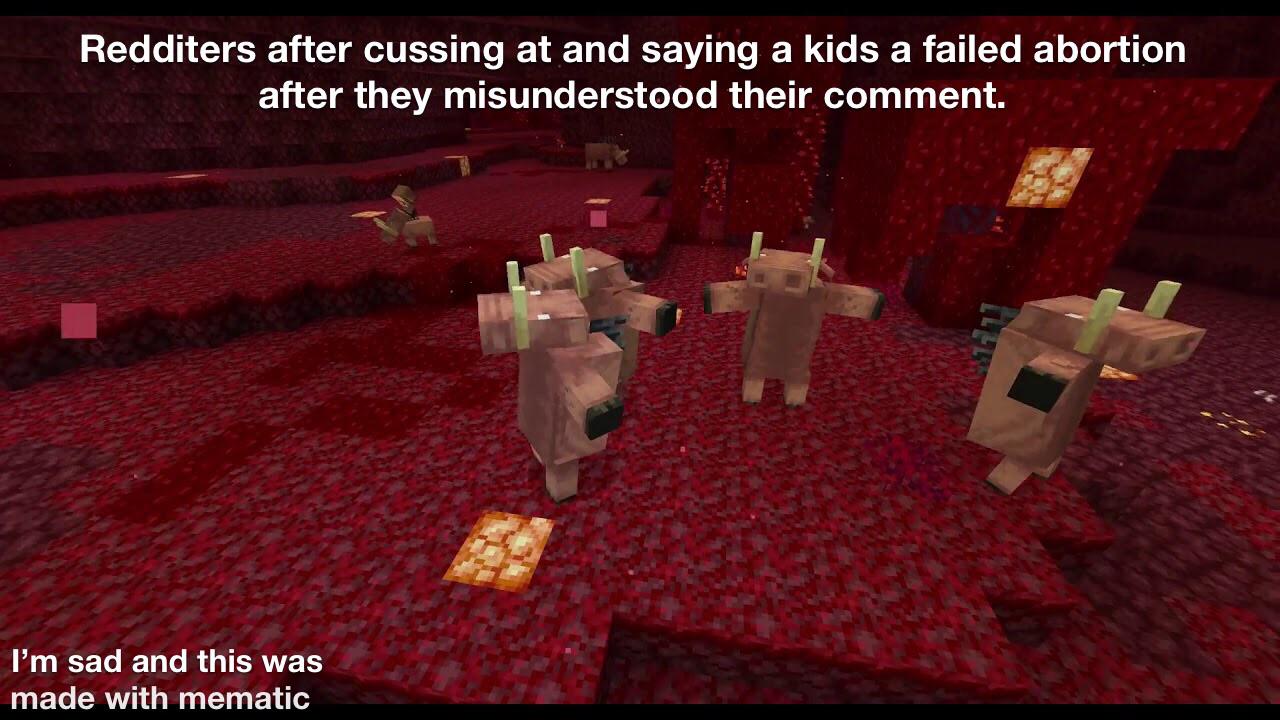 Redditers after cussing at and saying a kids a failed abortion
after they misunderstood their comment.
I'm sad and this was
made with mematic